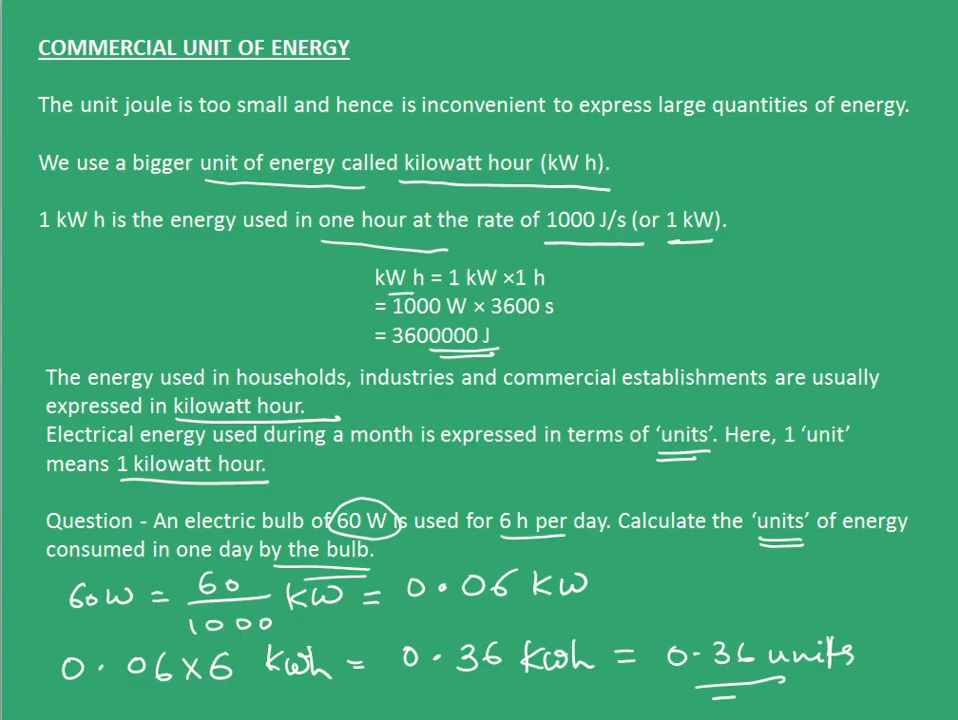 COMMERCIAL UNIT OF ENERGY
The unit joule is too small and hence is inconvenient to express large quantities of energy.
We use a bigger unit of energy called kilowatt hour (kW h).
1 kW h is the energy used in one hour at the rate of 1000 J/s (or 1 kW).
kW h = 1 kW ×1 h
= 1000 W × 3600 s
= 3600000 J
The energy used in households, industries and commercial establishments are usually
expressed in kilowatt hour.
Electrical energy used during a month is expressed in terms of ‘units’. Here, 1 ‘unit’
means 1 kilowatt hour.
Question - An electric bulb of 60 W is used for 6 h per day. Calculate the ‘units’ of energy
consumed in one day by the bulb.
60W = 60/1000 KW = 0.06 KW
0.06×6 Kwh = 0.36 Kwh = 0.36 units